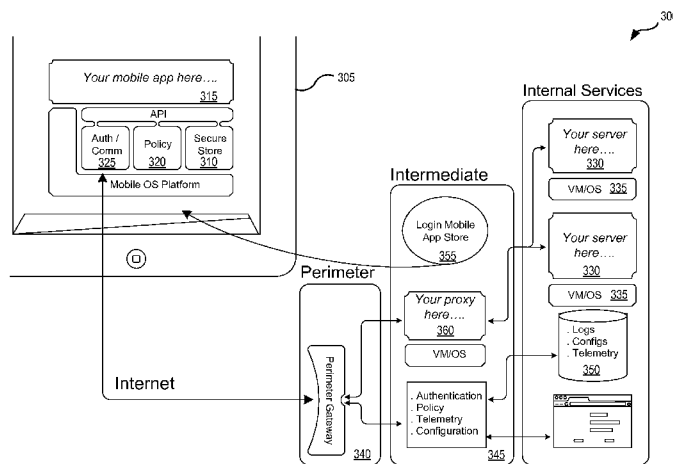 30
Your mobile app here....
315
305
API
Auth /
Comm
325
Policy
320
Secure
Store
310
Mobile OS Platform
Internet
Perimeter
Perimeter Gateway
340
Intermediate
Login Mobile
App Store
355
Your proxy
here....
360
VM/OS
. Authentication
. Policy
. Telemetry
. Configuration
345
Internal Services
Your server
here....
330
VM/OS 335
Your server
here....
330
VM/OS 335
. Logs
. Configs
. Telemetry
350